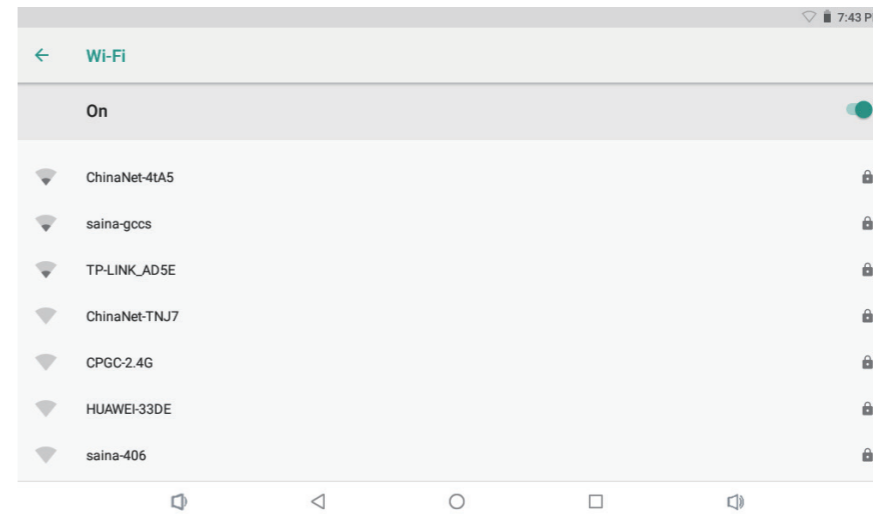 7:43 P
Wi-Fi
On
ChinaNet-4tA5
saina-gccs
TP-LINK_AD5E
ChinaNet-TNJ7
CPGC-2.4G
HUAWEI-33DE
saina-406